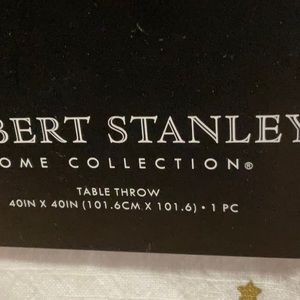 BERT STANLEY
OME COLLECTION®
TABLE THROW
40IN X 40IN (101.6CM X 101.6) • 1 PC